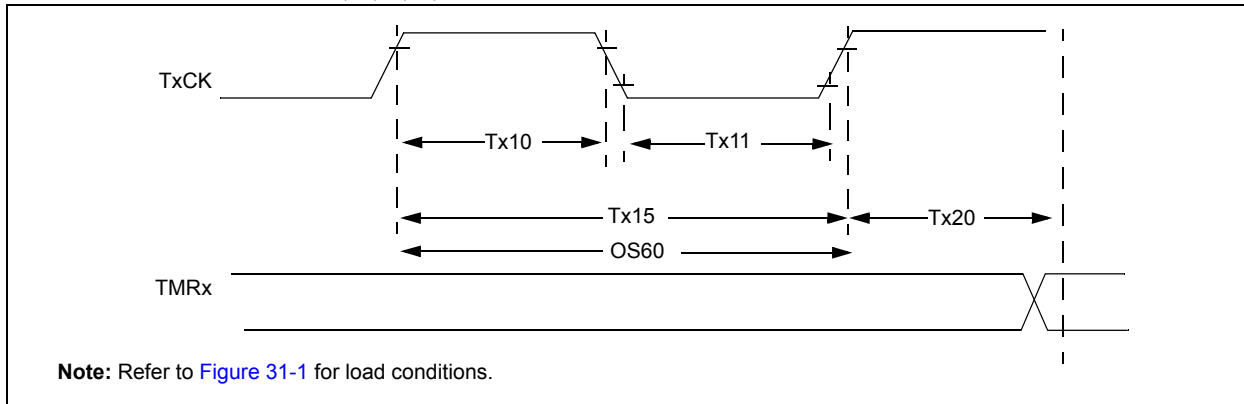 TxCK
Tx10
Tx11
Tx15
Tx20
OS60
TMRx
Note: Refer to Figure 31-1 for load conditions.